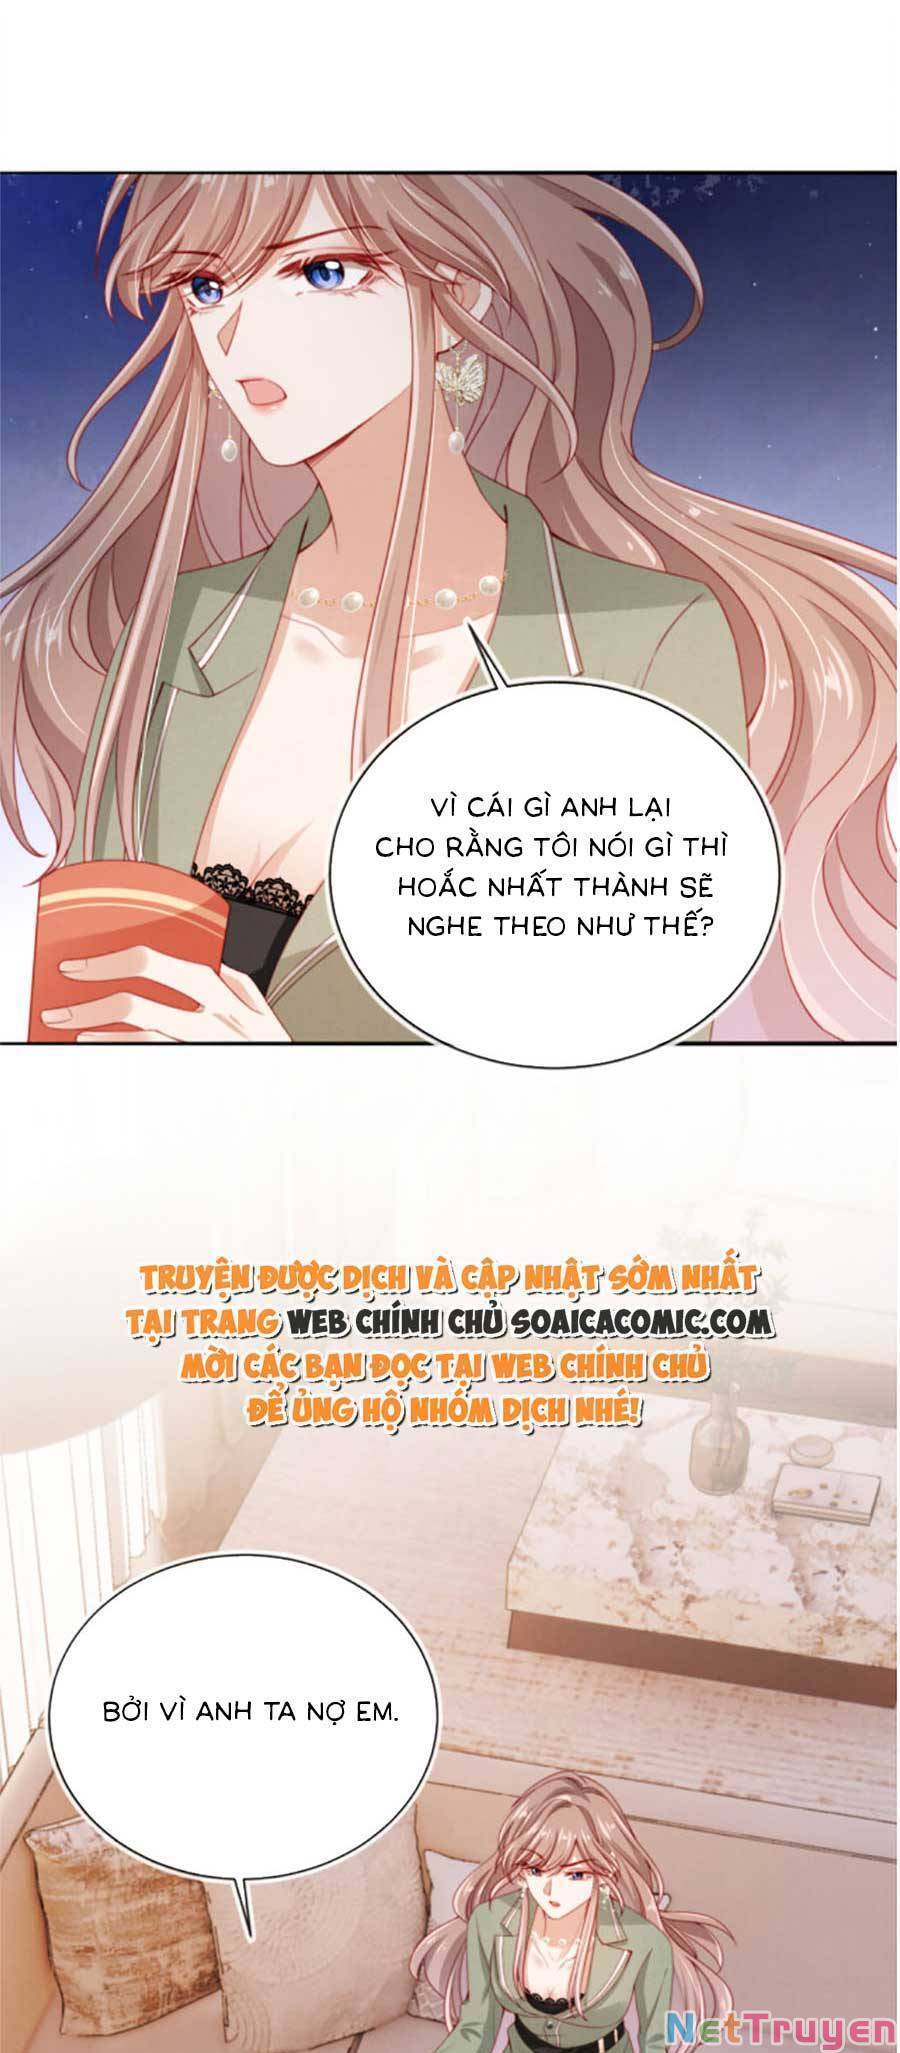 VÌ CÁI GÌ ANH LẠI
CHO RẰNG TÔI NÓI GÌ THÌ
HOẮC NHẤT THÀNH SẼ
NGHE THEO NHƯ THẾ?
TRUYỆN ĐƯỢC DỊCH VÀ CẬP NHẬT SỚM NHẤT
TẠI TRANG WEB CHÍNH CHỦ SOAICACOMIC.COM
MỜI CÁC BẠN ĐỌC TẠI WEB CHÍNH CHỦ
ĐỂ ỦNG HỘ NHÓM DỊCH NHÉ!
BỞI VÌ ANH TA NỢ EM.
NetTruyen